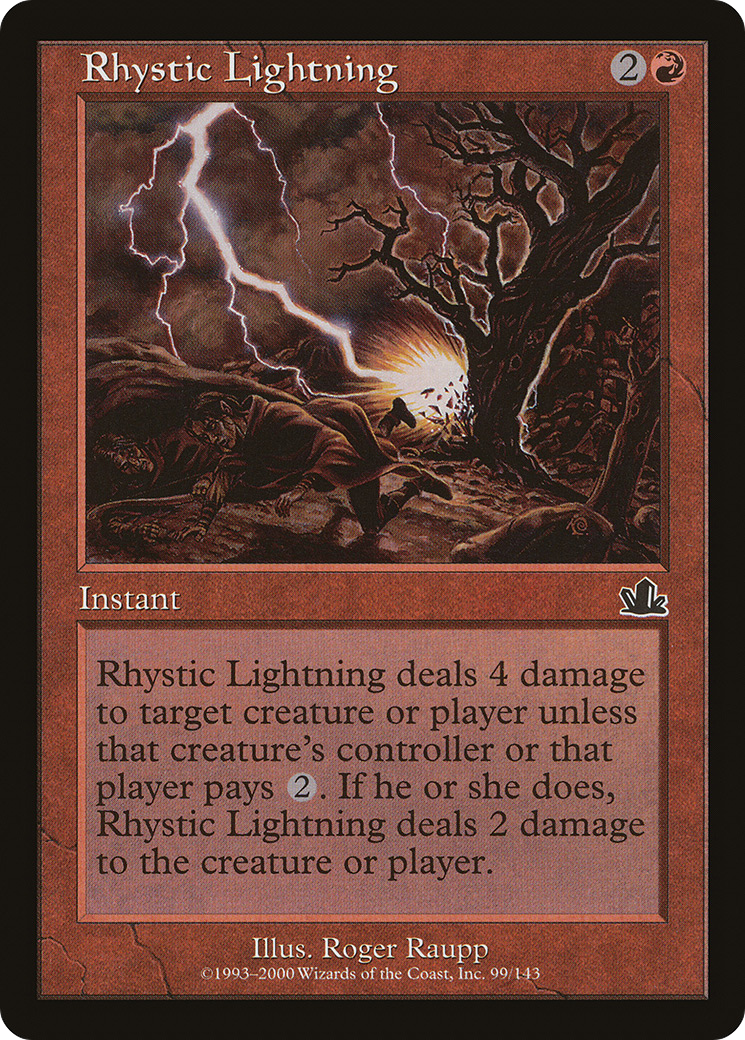 Rhystic Lightning 2
Instant
Rhystic Lightning deals 4 damage
to target creature or player unless
that creature's controller or that
player pays 2. If he or she does,
Rhystic Lightning deals 2 damage
to the creature or player.
Illus. Roger Raupp
©1993–2000 Wizards of the Coast, Inc. 99/143